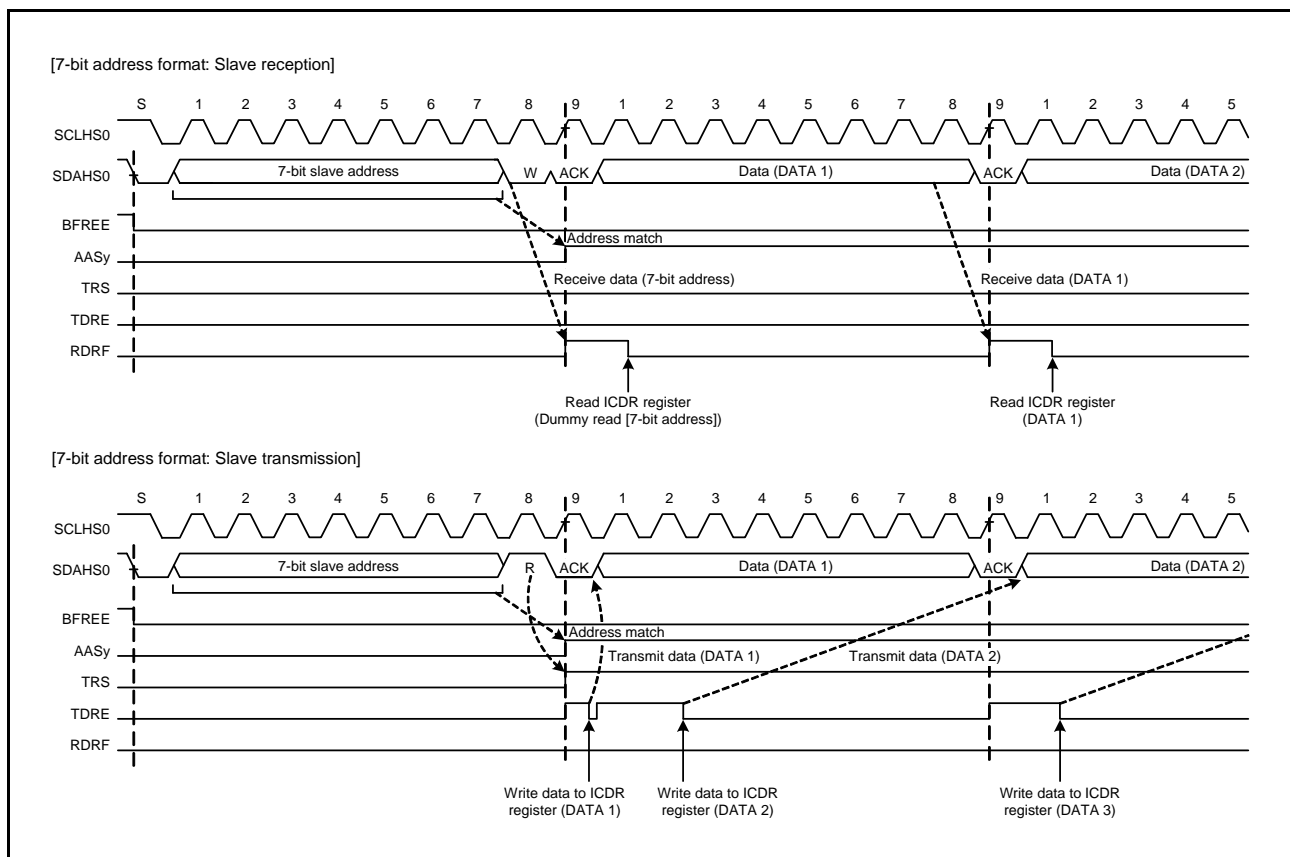 [7-bit address format: Slave reception]
S 1 2 3 4 5 6 7 8 9 1 2 3 4 5 6 7 8 9 1 2 3 4 5
SCLHS0
SDAHS0 7-bit slave address W ACK Data (DATA 1) ACK Data (DATA 2)
BFREE
Address match
AASy
Receive data (7-bit address) Receive data (DATA 1)
TRS
TDRE
RDRF
Read ICDR register Read ICDR register
(Dummy read [7-bit address]) (DATA 1)
[7-bit address format: Slave transmission]
S 1 2 3 4 5 6 7 8 9 1 2 3 4 5 6 7 8 9 1 2 3 4 5
SCLHS0
SDAHS0 7-bit slave address R ACK Data (DATA 1) ACK Data (DATA 2)
BFREE
Address match
AASy
Transmit data (DATA 1) Transmit data (DATA 2)
TRS
TDRE
RDRF
Write data to ICDR Write data to ICDR Write data to ICDR
register (DATA 1) register (DATA 2) register (DATA 3)